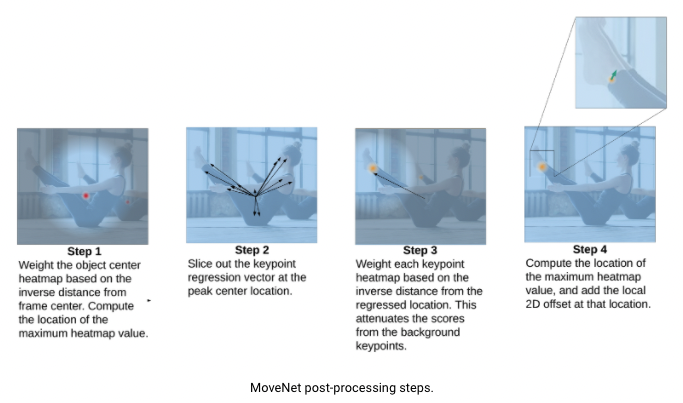 Step 1
Weight the object center
heatmap based on the
inverse distance from
frame center. Compute
the location of the
maximum heatmap value.
Step 2
Slice out the keypoint
regression vector at the
peak center location.
Step 3
Weight each keypoint
heatmap based on the
inverse distance from the
regressed location. This
attenuates the scores
from the background
keypoints.
Step 4
Compute the location of
the maximum heatmap
value, and add the local
2D offset at that location.
MoveNet post-processing steps.